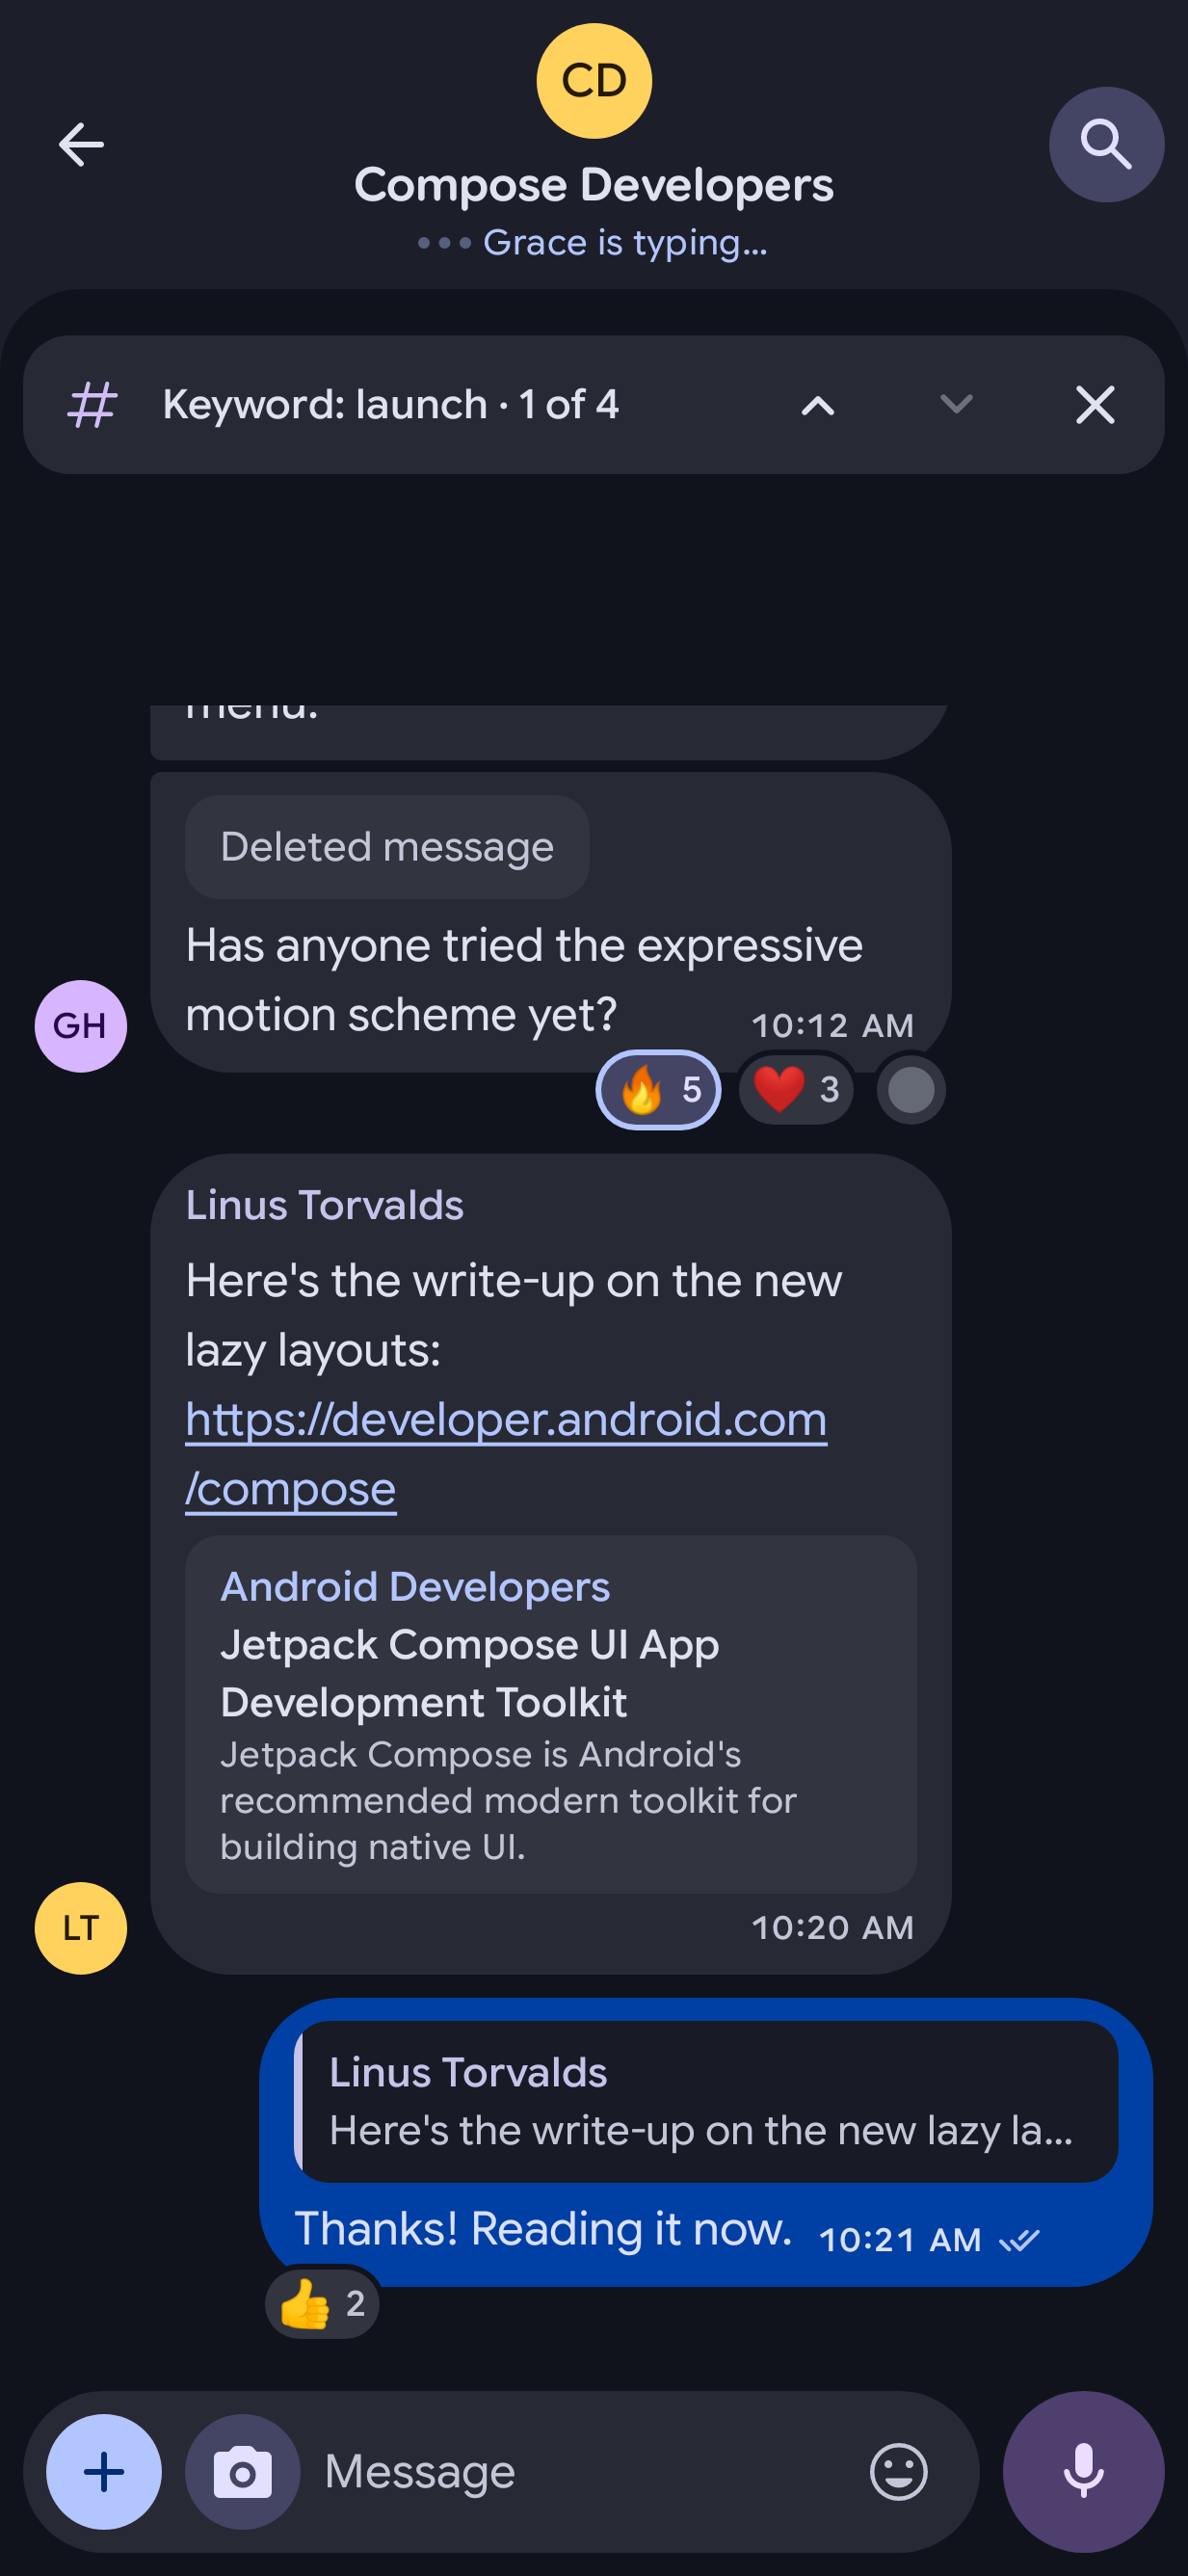 CD
Compose Developers
Grace is typing...
# Keyword: launch · 1 of 4
menu.
Deleted message
Has anyone tried the expressive
motion scheme yet?
10:12 AM
GH
🔥 5
❤️ 3
Linus Torvalds
Here's the write-up on the new
lazy layouts:
https://developer.android.com
/compose
Android Developers
Jetpack Compose UI App
Development Toolkit
Jetpack Compose is Android's
recommended modern toolkit for
building native UI.
10:20 AM
LT
Linus Torvalds
Here's the write-up on the new lazy la...
Thanks! Reading it now.
10:21 AM
👍 2
Message